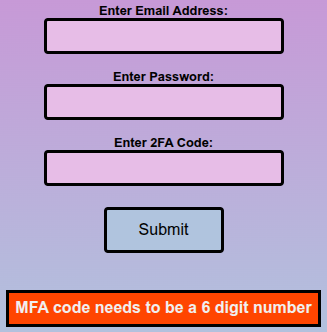 Enter Email Address:
Enter Password:
Enter 2FA Code:
Submit
MFA code needs to be a 6 digit number